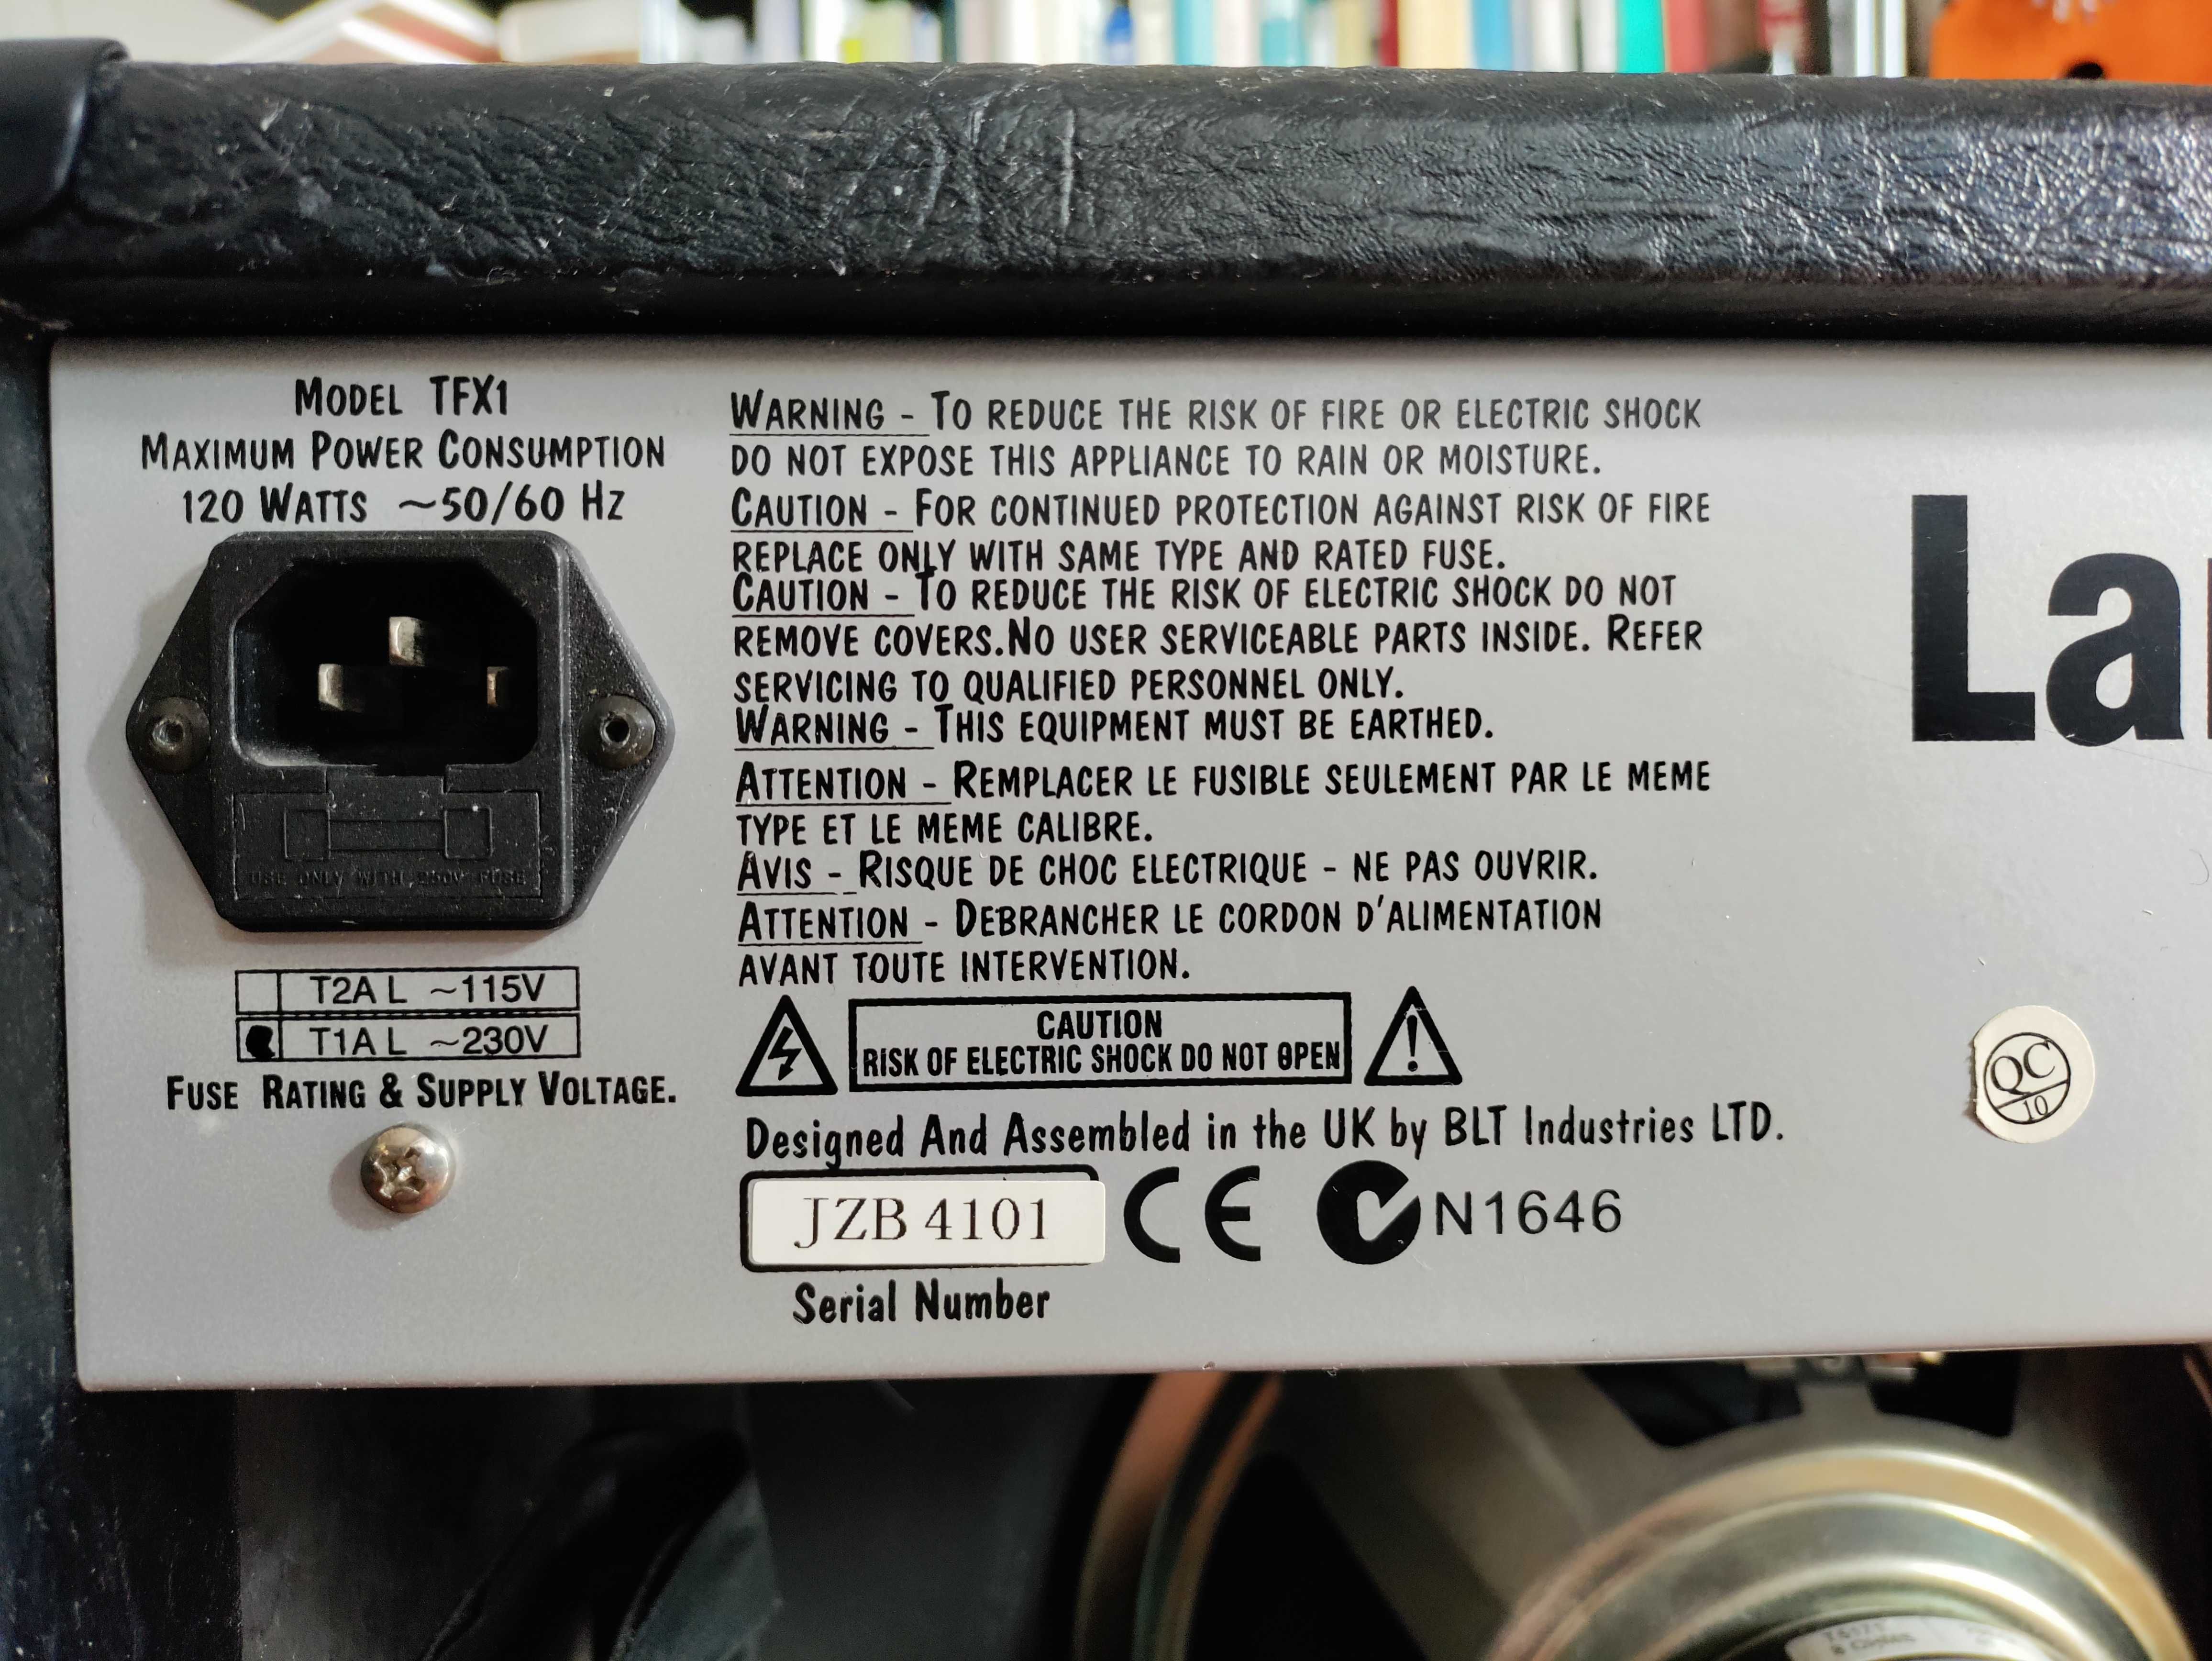 MODEL TFX1
MAXIMUM POWER CONSUMPTION
120 WATTS ~50/60 HZ
USE ONLY WITH 250V FUSE
T2A L ~115V
T1A L ~230V
FUSE RATING & SUPPLY VOLTAGE.
WARNING - TO REDUCE THE RISK OF FIRE OR ELECTRIC SHOCK
DO NOT EXPOSE THIS APPLIANCE TO RAIN OR MOISTURE.
CAUTION - FOR CONTINUED PROTECTION AGAINST RISK OF FIRE
REPLACE ONLY WITH SAME TYPE AND RATED FUSE.
CAUTION - TO REDUCE THE RISK OF ELECTRIC SHOCK DO NOT
REMOVE COVERS.NO USER SERVICEABLE PARTS INSIDE. REFER
SERVICING TO QUALIFIED PERSONNEL ONLY.
WARNING - THIS EQUIPMENT MUST BE EARTHED.
ATTENTION - REMPLACER LE FUSIBLE SEULEMENT PAR LE MEME
TYPE ET LE MEME CALIBRE.
AVIS - RISQUE DE CHOC ELECTRIQUE - NE PAS OUVRIR.
ATTENTION - DEBRANCHER LE CORDON D'ALIMENTATION
AVANT TOUTE INTERVENTION.
CAUTION
RISK OF ELECTRIC SHOCK DO NOT OPEN
Designed And Assembled in the UK by BLT Industries LTD.
JZB 4101
CE
N1646
Serial Number
La
QC
10